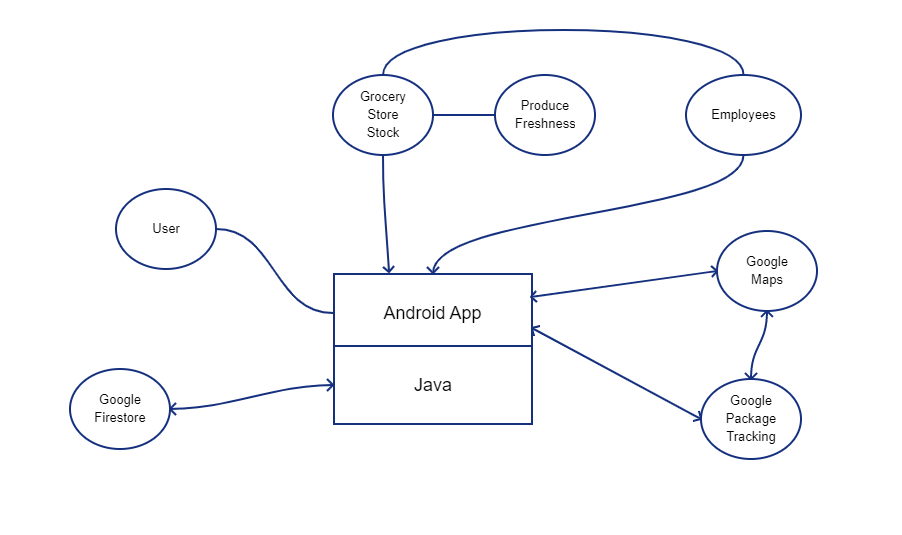 Grocery
Store
Stock
Produce
Freshness
Employees
User
Google
Maps
Android App
Java
Google
Firestore
Google
Package
Tracking